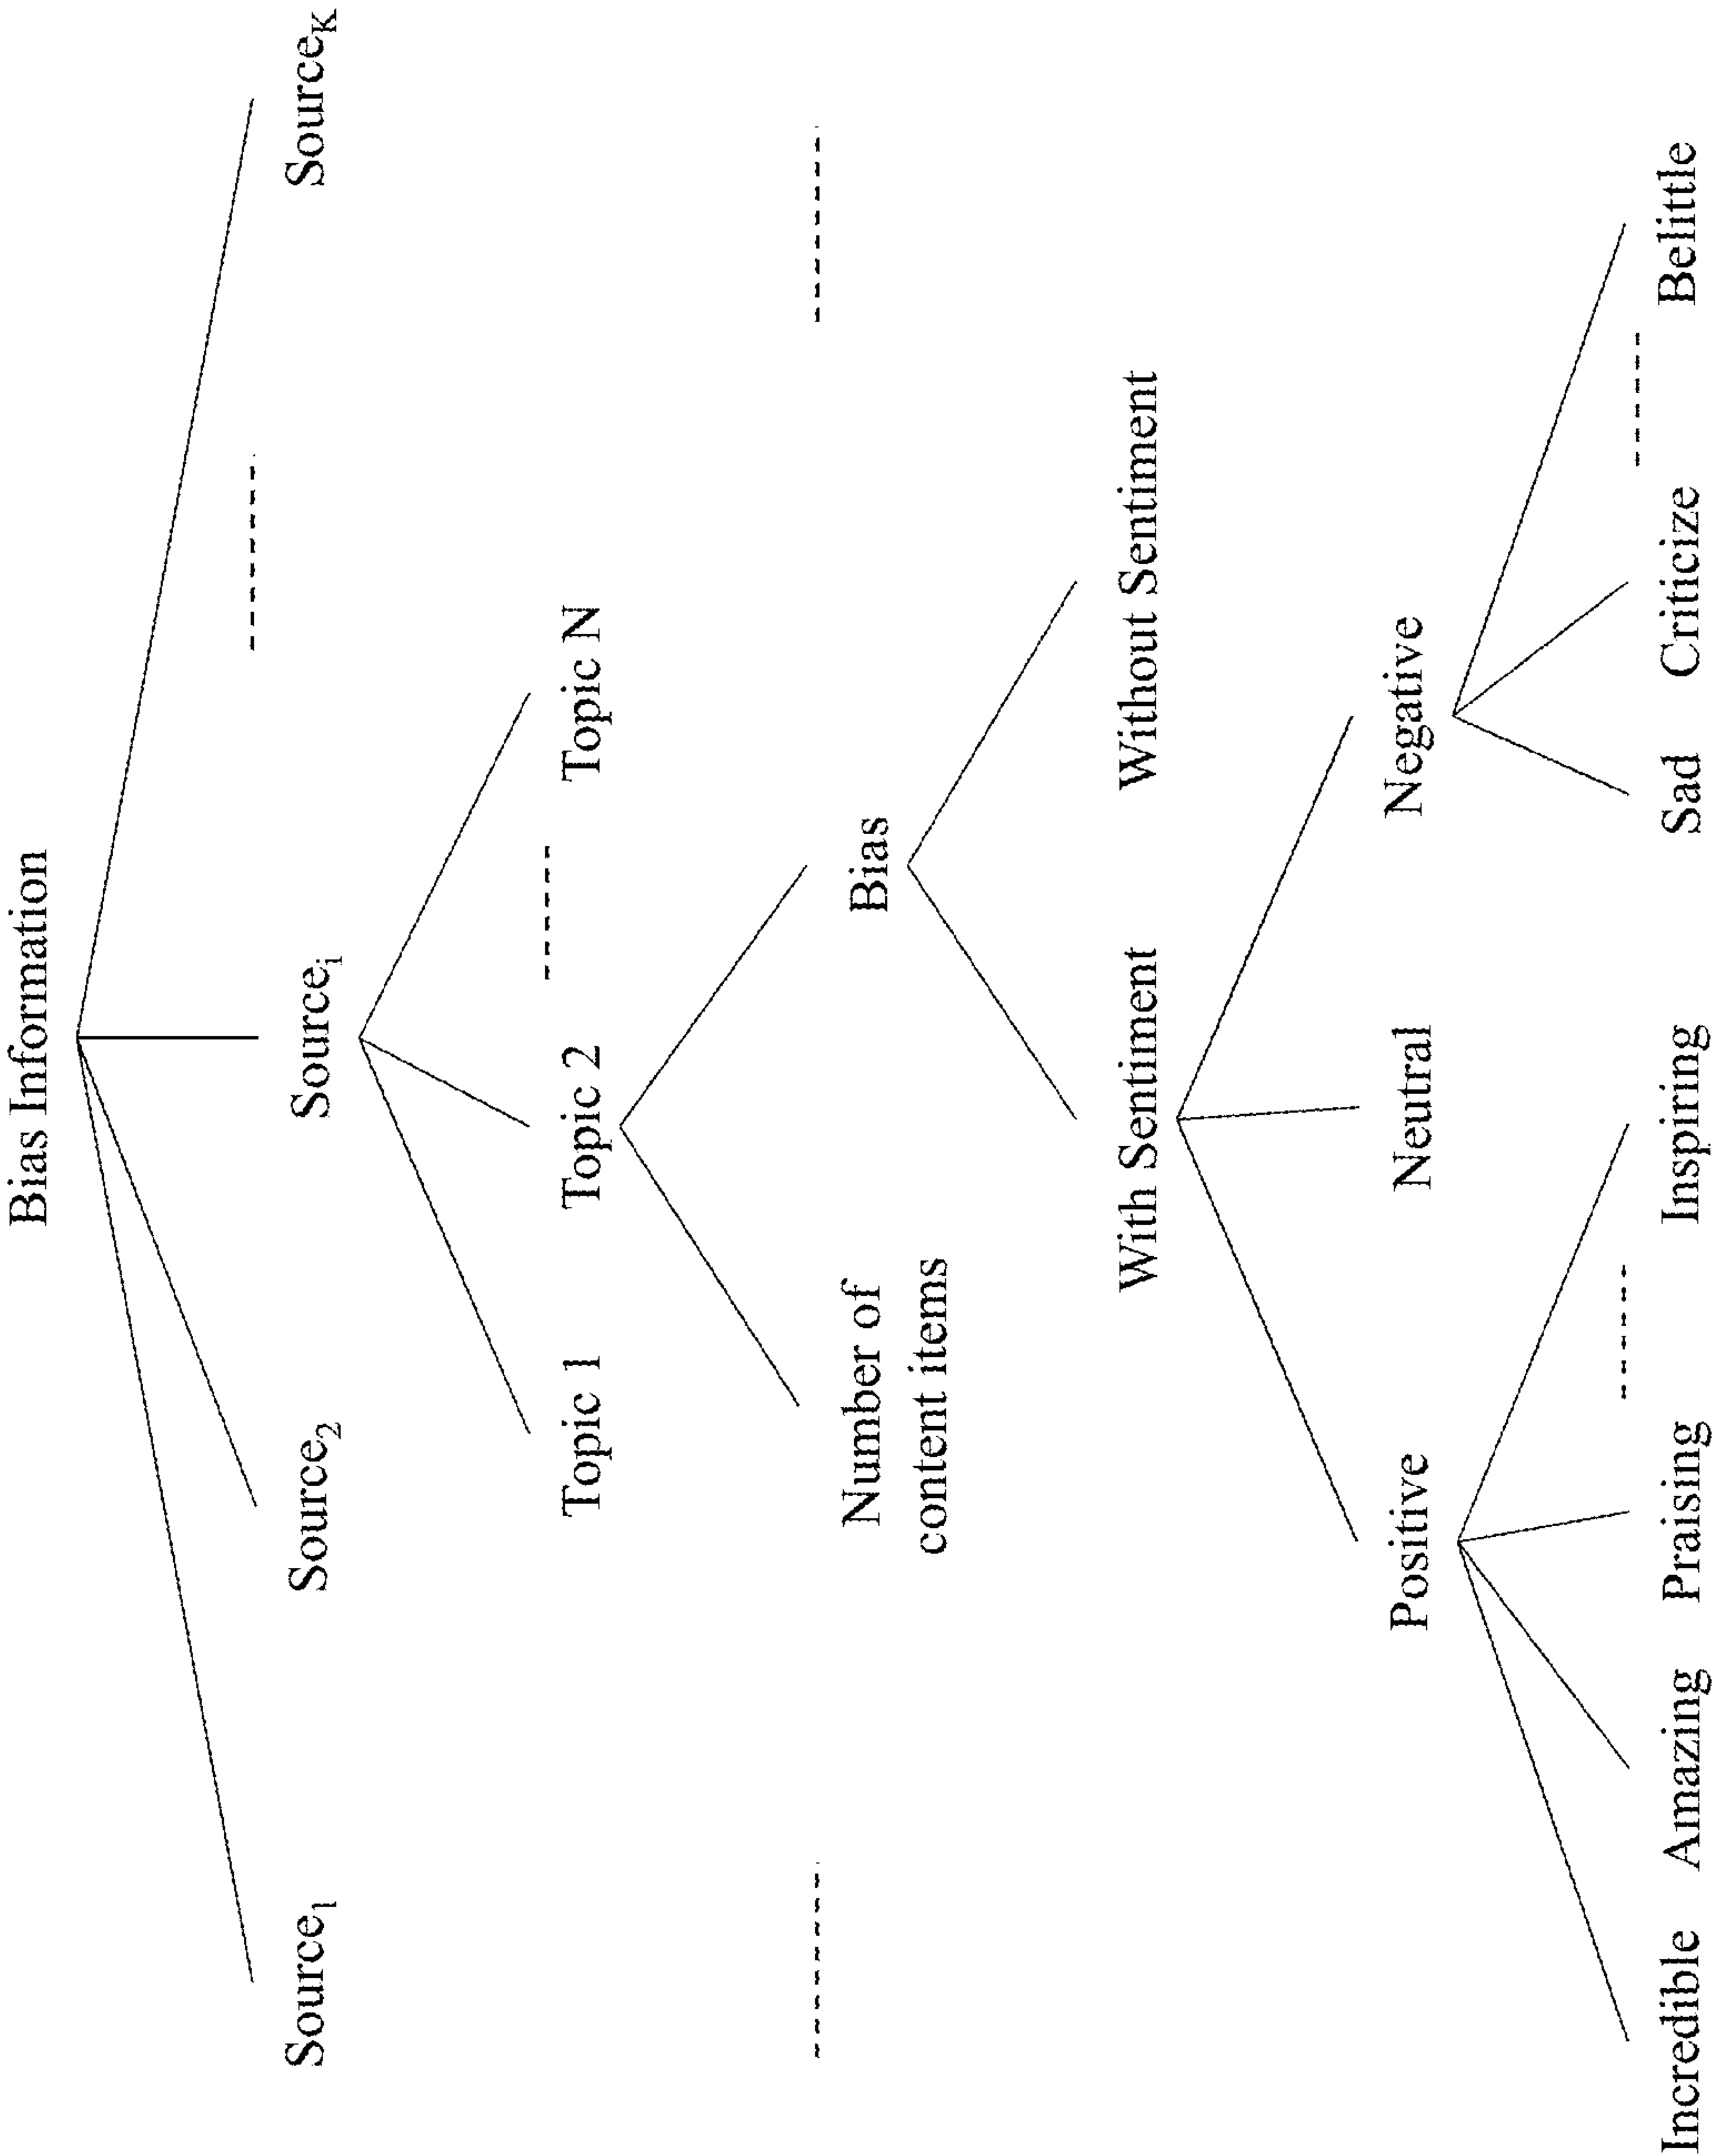 Bias Information
Source₁
Source₂
Sourceᵢ
Source_K
Topic 1
Topic 2
Topic N
Number of
content items
Bias
With Sentiment
Without Sentiment
Positive
Neutral
Negative
Incredible
Amazing
Praising
Inspiring
Sad
Criticize
Belittle